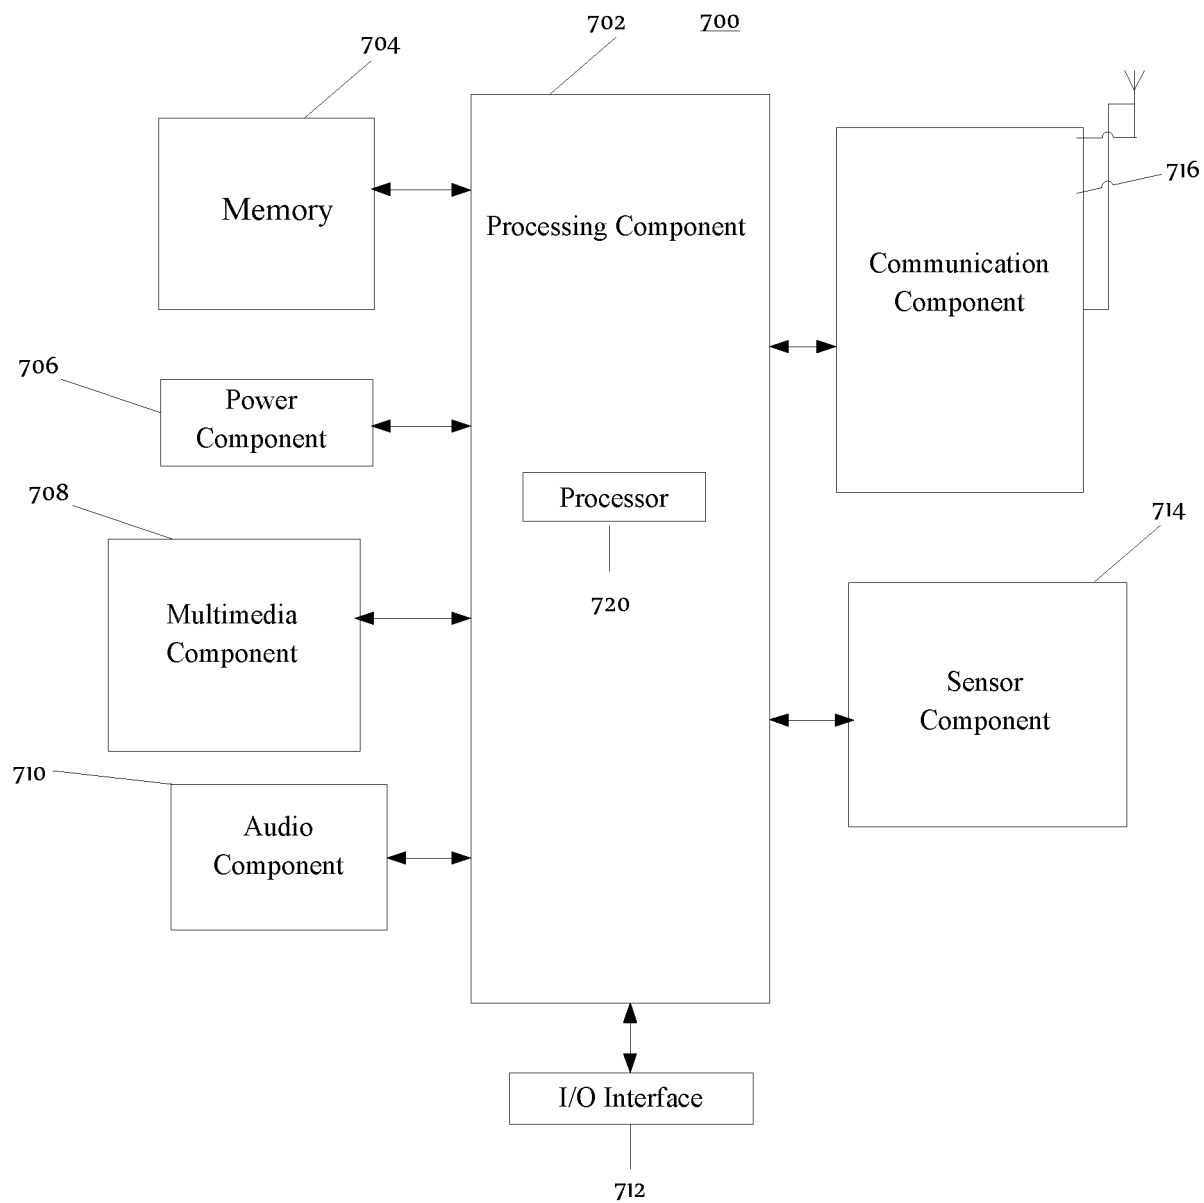 702
700
704
Memory
Processing Component
716
Communication
Component
706
Power
Component
Processor
720
708
Multimedia
Component
714
Sensor
Component
710
Audio
Component
I/O Interface
712